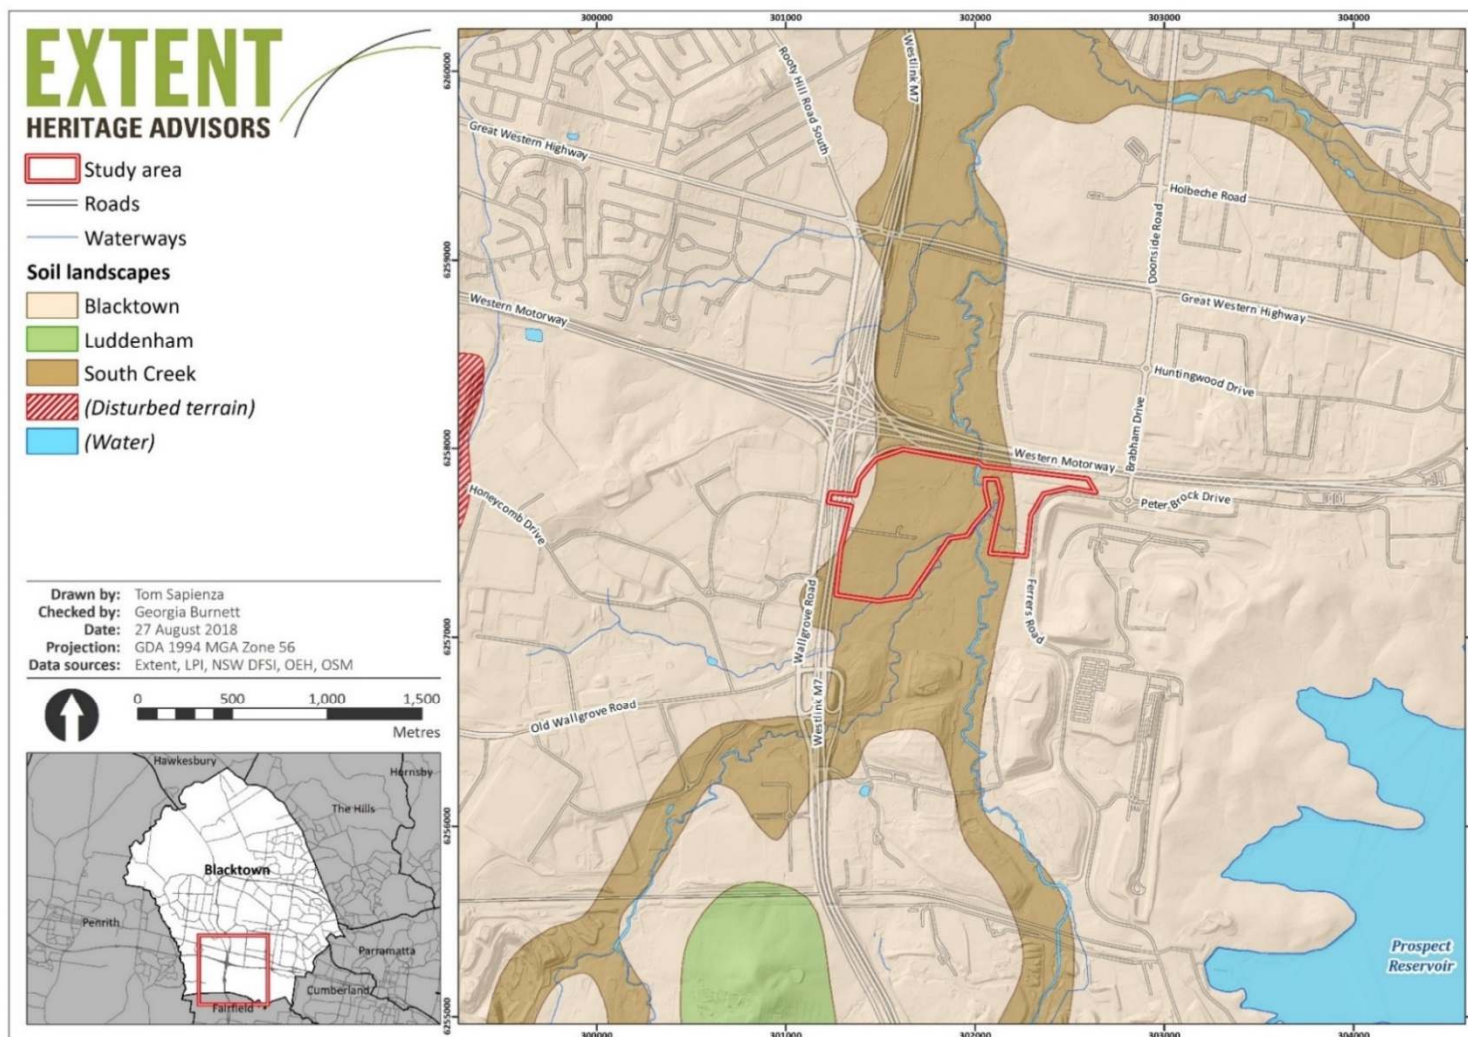 EXTENT
HERITAGE ADVISORS
Study area
Roads
Waterways
Soil landscapes
Blacktown
Luddenham
South Creek
(Disturbed terrain)
(Water)
Drawn by: Tom Sapienza
Checked by: Georgia Burnett
Date: 27 August 2018
Projection: GDA 1994 MGA Zone 56
Data sources: Extent, LPI, NSW DFSI, OEH, OSM
0 500 1,000 1,500
Metres
Hawkesbury
Hornsby
The Hills
Blacktown
Penrith
Parramatta
Cumberland
Fairfield
300000 301000 302000 303000 304000
6260000
6259000
6258000
6257000
6256000
6255000
Westlink M7
Rooty Hill Road South
Great Western Highway
Holbeche Road
Doonside Road
Great Western Highway
Western Motorway
Huntingwood Drive
Brabham Drive
Western Motorway
Peter Brock Drive
Honeycomb Drive
Ferrers Road
Wallgrove Road
Westlink M7
Old Wallgrove Road
Prospect
Reservoir
300000 301000 302000 303000 304000